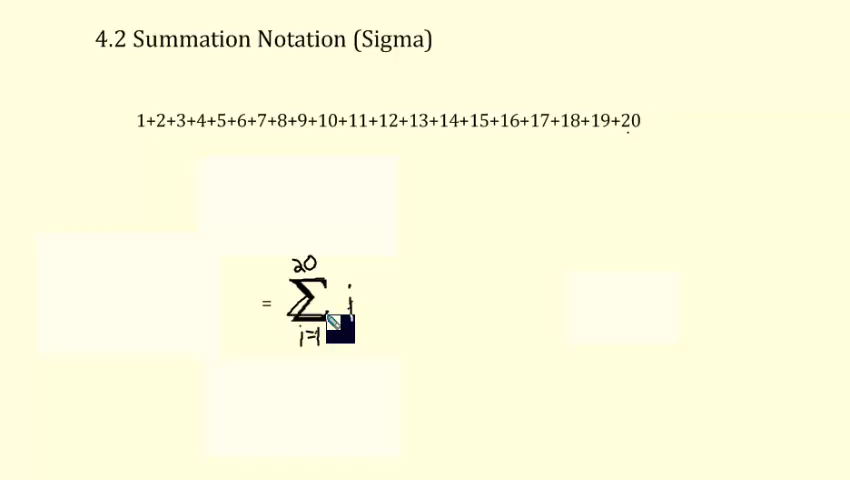 4.2 Summation Notation (Sigma)
1+2+3+4+5+6+7+8+9+10+11+12+13+14+15+16+17+18+19+20
20
= ∑ i
i=1